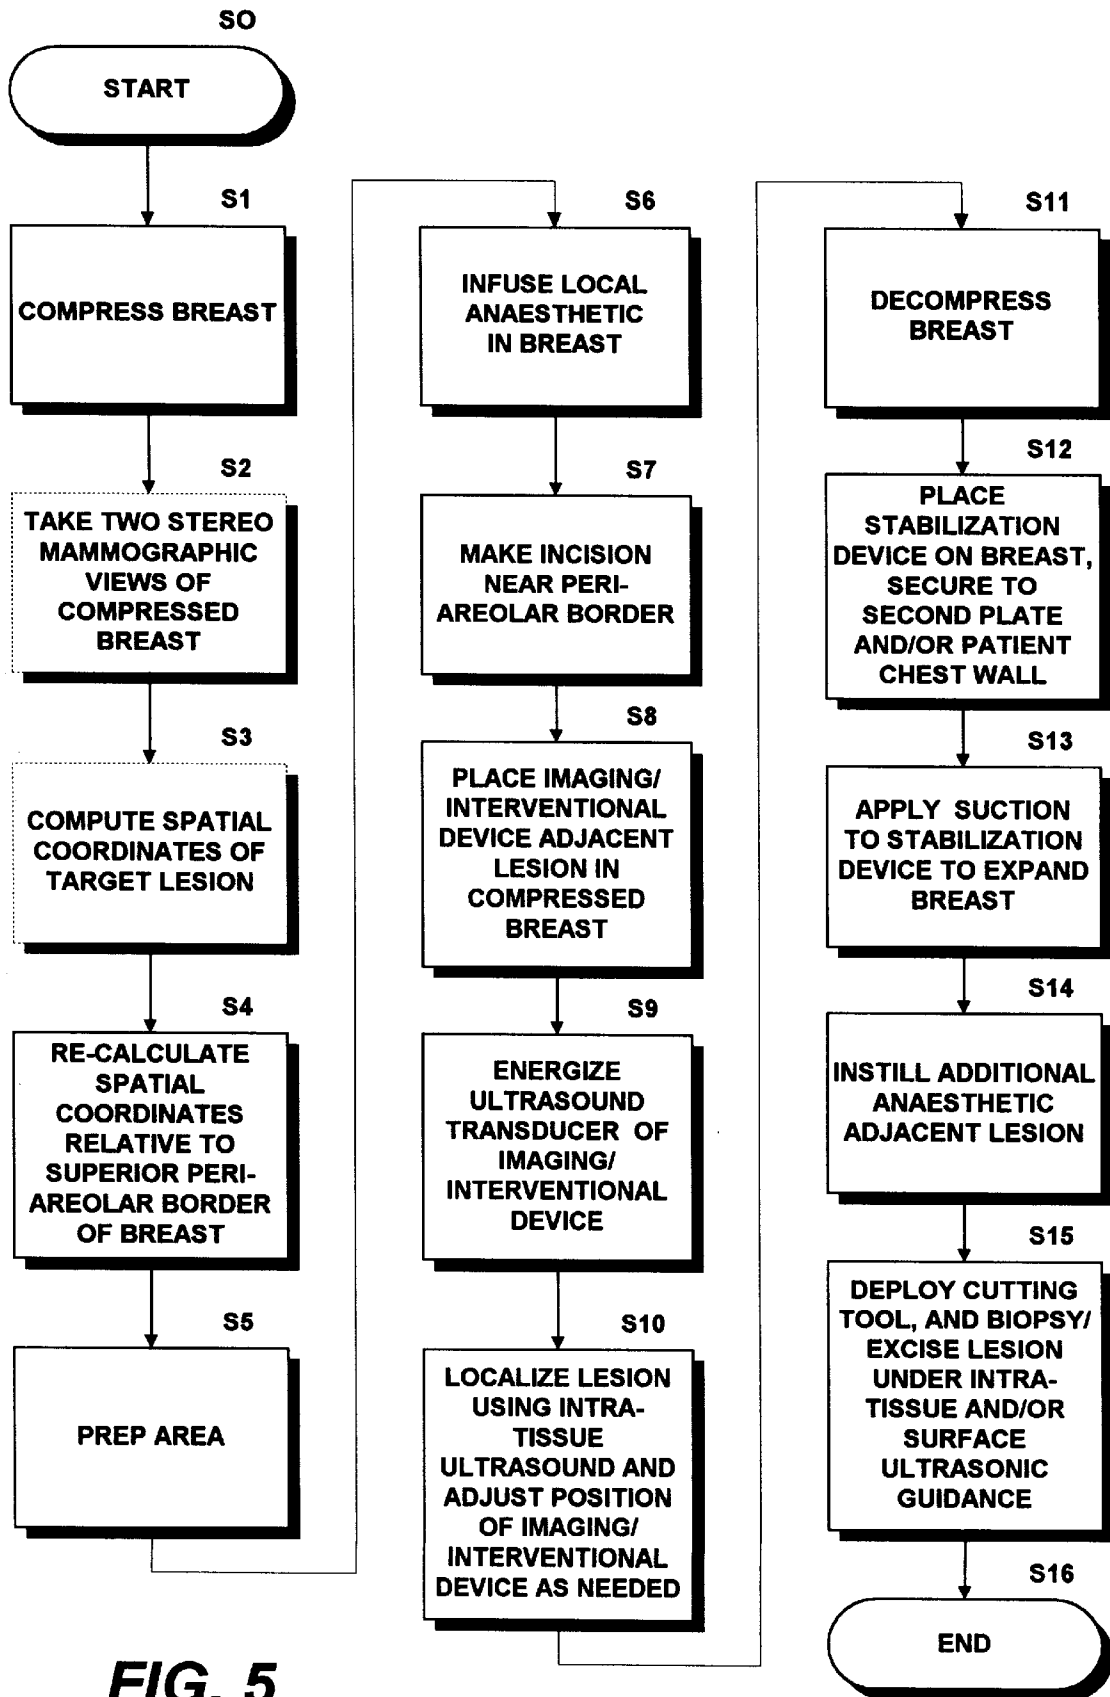 SO
START
S1
COMPRESS BREAST
S2
TAKE TWO STEREO
MAMMOGRAPHIC
VIEWS OF
COMPRESSED
BREAST
S3
COMPUTE SPATIAL
COORDINATES OF
TARGET LESION
S4
RE-CALCULATE
SPATIAL
COORDINATES
RELATIVE TO
SUPERIOR PERI-
AREOLAR BORDER
OF BREAST
S5
PREP AREA
S6
INFUSE LOCAL
ANAESTHETIC
IN BREAST
S7
MAKE INCISION
NEAR PERI-
AREOLAR BORDER
S8
PLACE IMAGING/
INTERVENTIONAL
DEVICE ADJACENT
LESION IN
COMPRESSED
BREAST
S9
ENERGIZE
ULTRASOUND
TRANSDUCER OF
IMAGING/
INTERVENTIONAL
DEVICE
S10
LOCALIZE LESION
USING INTRA-
TISSUE
ULTRASOUND AND
ADJUST POSITION
OF IMAGING/
INTERVENTIONAL
DEVICE AS NEEDED
S11
DECOMPRESS
BREAST
S12
PLACE
STABILIZATION
DEVICE ON BREAST,
SECURE TO
SECOND PLATE
AND/OR PATIENT
CHEST WALL
S13
APPLY SUCTION
TO STABILIZATION
DEVICE TO EXPAND
BREAST
S14
INSTILL ADDITIONAL
ANAESTHETIC
ADJACENT LESION
S15
DEPLOY CUTTING
TOOL, AND BIOPSY/
EXCISE LESION
UNDER INTRA-
TISSUE AND/OR
SURFACE
ULTRASONIC
GUIDANCE
S16
END
FIG. 5